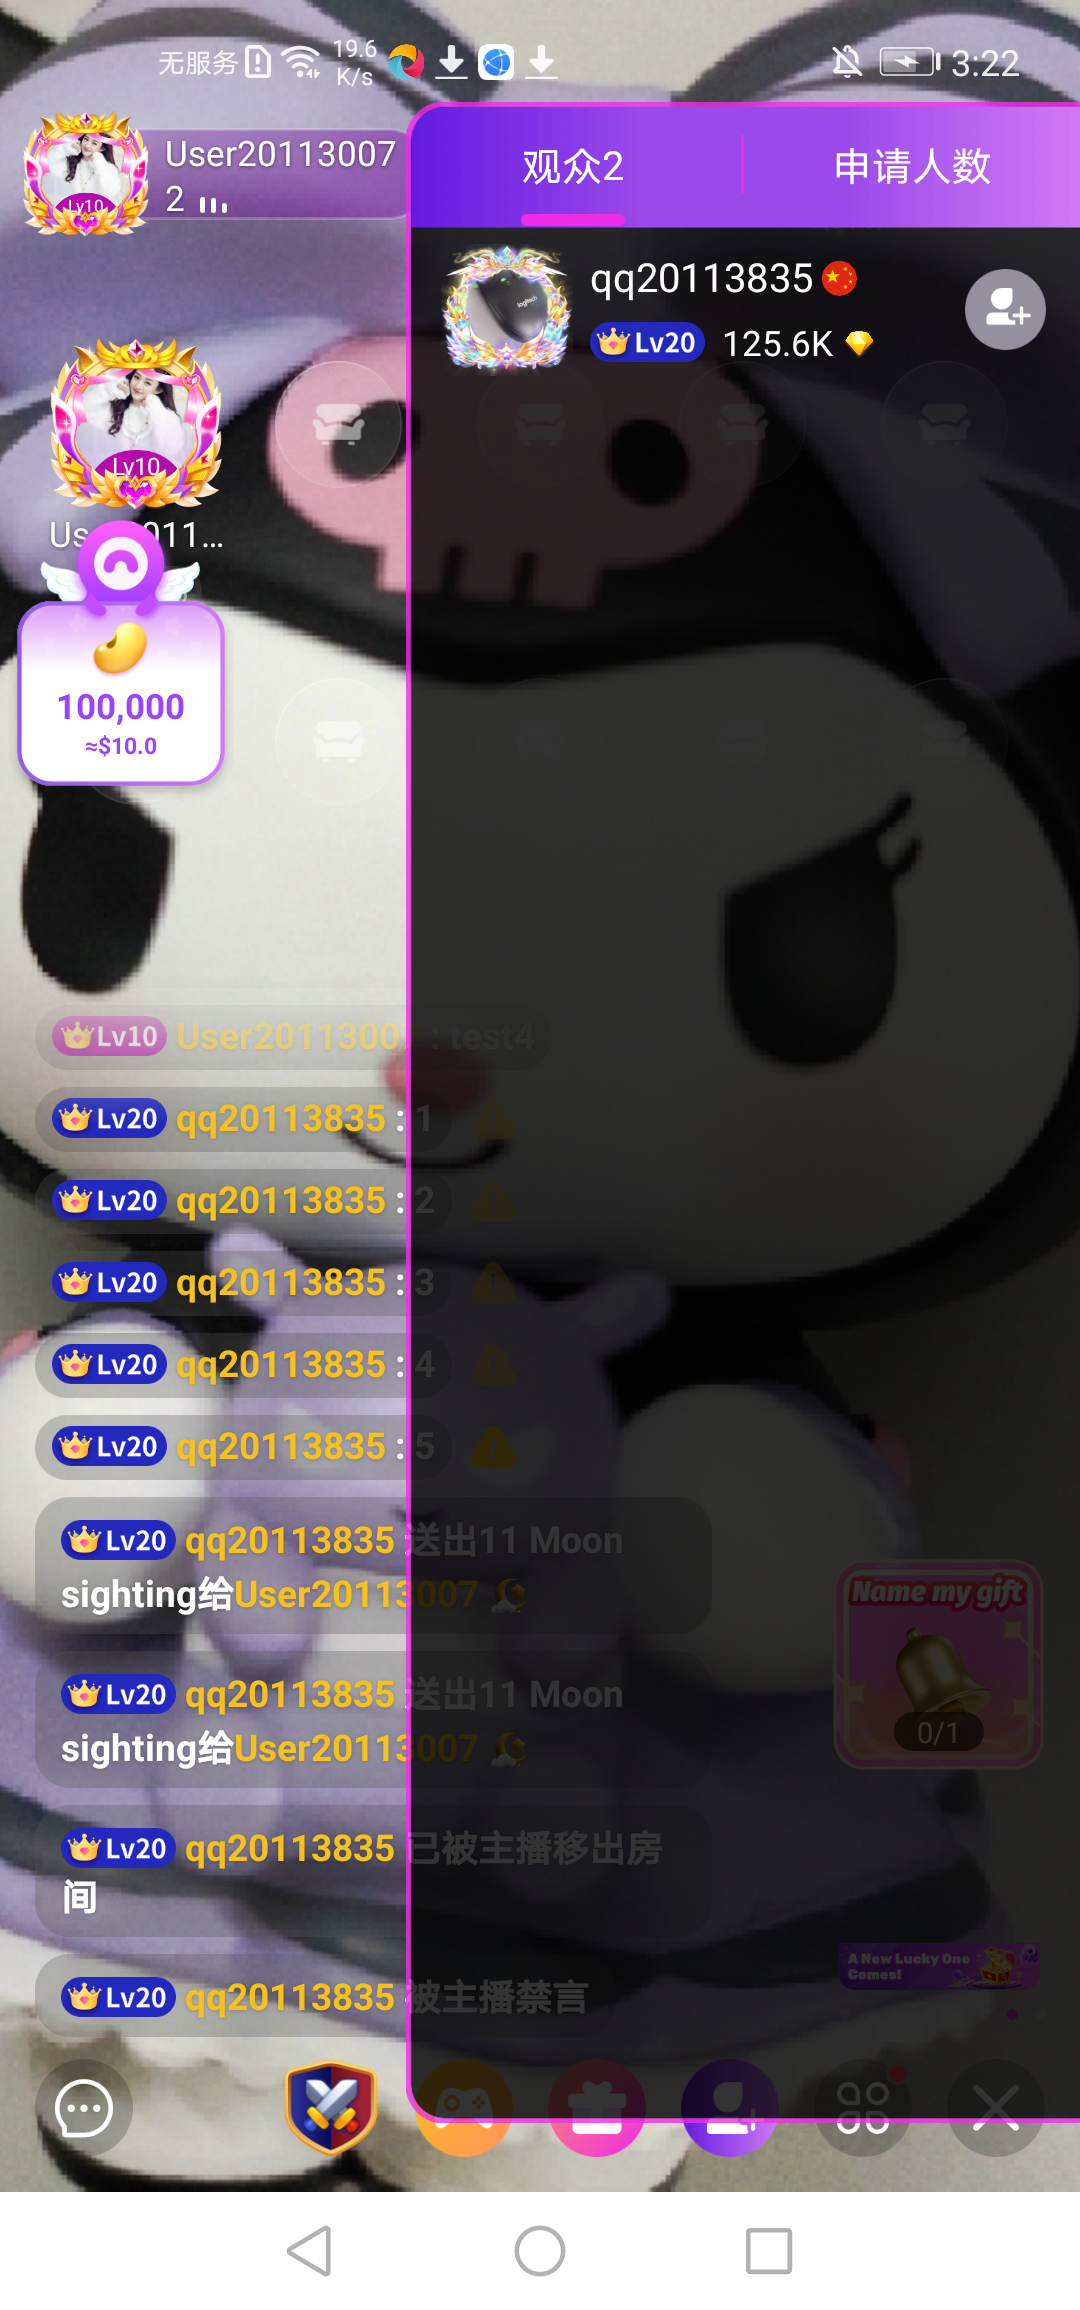 无服务
19.6
K/s
3:22
User20113007
2
Lv10
观众2
申请人数
logitech
qq20113835
Lv20 125.6K
Lv10
Us 011...
100,000
≈$10.0
Lv10 User2011300 : test4
Lv20 qq20113835 : 1
Lv20 qq20113835 : 2
Lv20 qq20113835 : 3
Lv20 qq20113835 : 4
Lv20 qq20113835 : 5
Lv20 qq20113835 送出11 Moon
sighting给User20113007
Name my gift
0/1
Lv20 qq20113835 送出11 Moon
sighting给User20113007
Lv20 qq20113835 已被主播移出房
间
A New Lucky One
Comes!
Lv20 qq20113835 被主播禁言